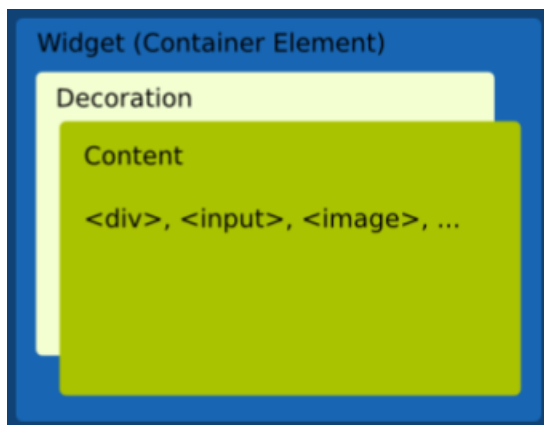 Widget (Container Element)
Decoration
Content
<div>, <input>, <image>, ...